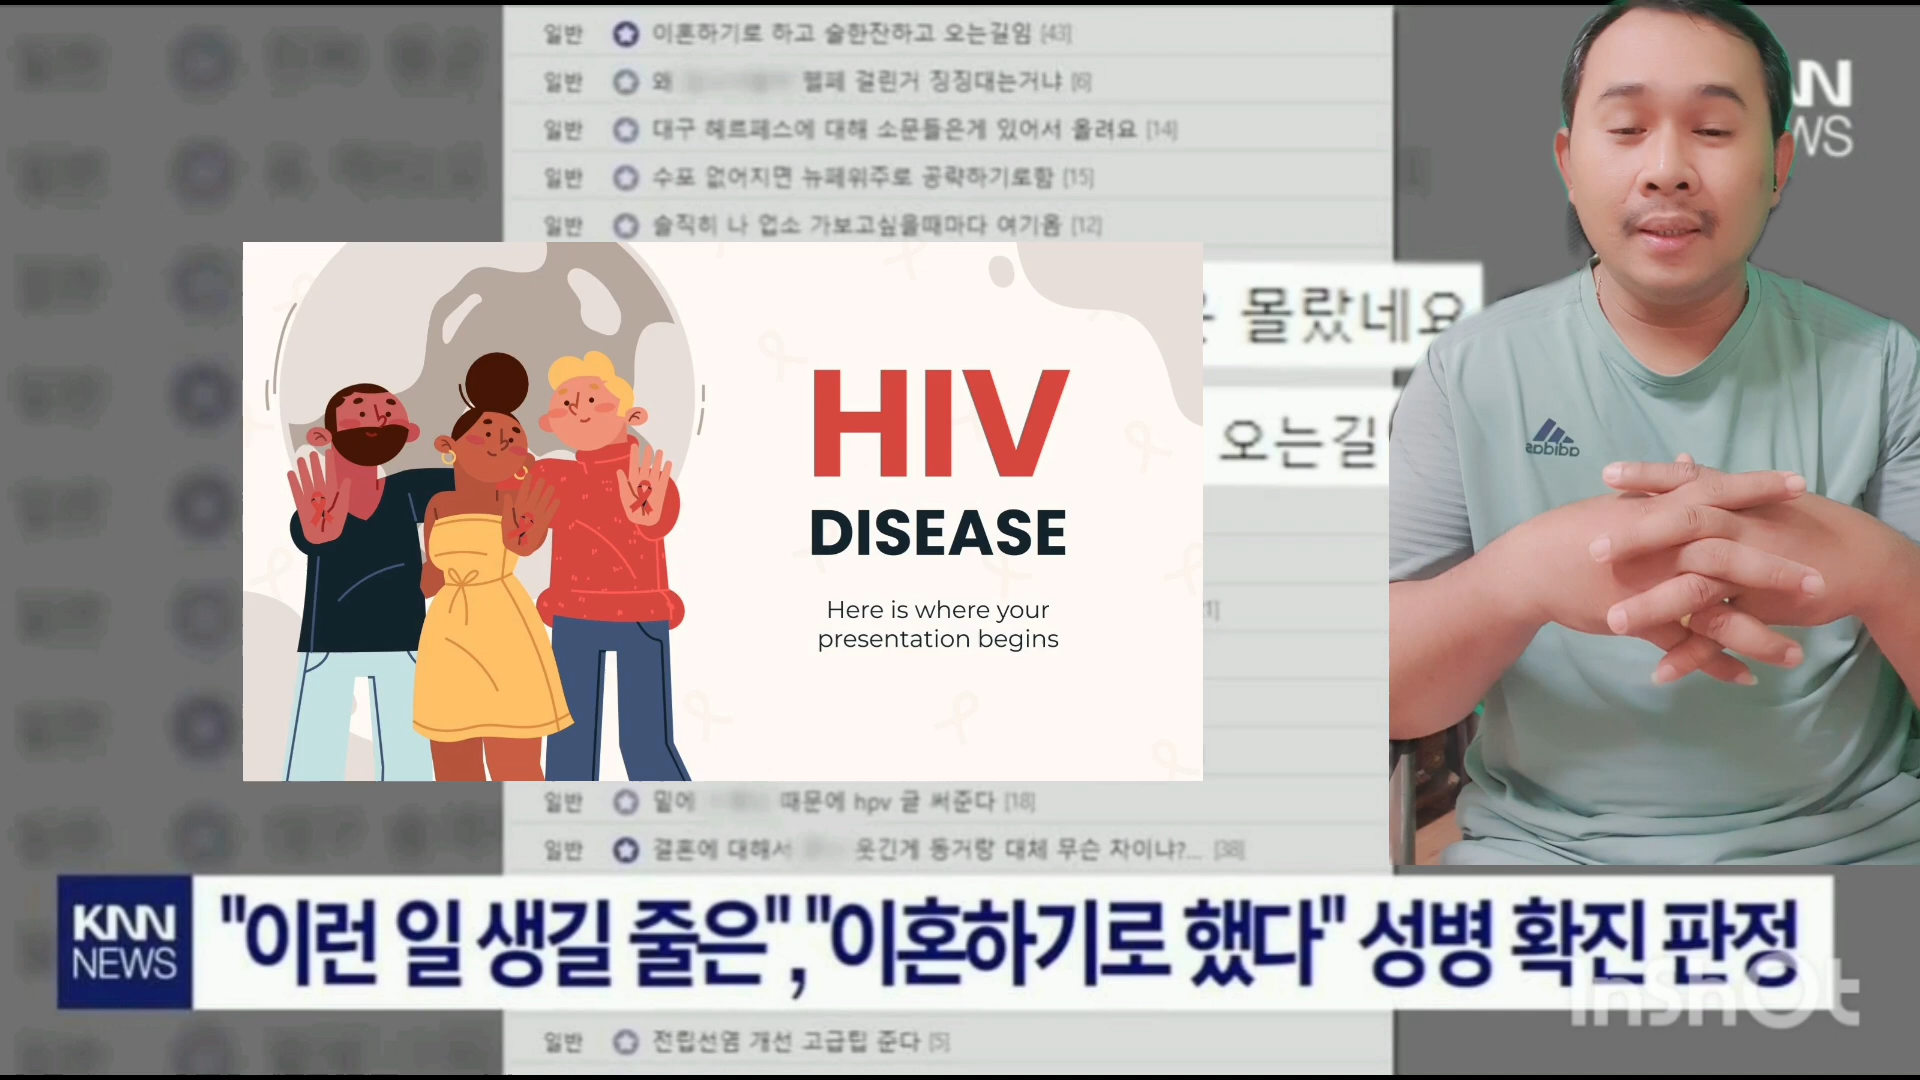 일반 이혼하기로 하고 술한잔하고 오는길임 [43]
일반 왜 헬페 걸린거 징징대는거냐 [6]
일반 대구 헤르페스에 대해 소문들은게 있어서 올려요 [14]
일반 수포 없어지면 뉴페위주로 공략하기로함 [15]
일반 솔직히 나 업소 가보고싶을때마다 여기옴 [12]
NN
WS
몰랐네요
오는길
adidas
HIV
DISEASE
Here is where your
presentation begins
일반 밑에 때문에 hpv 글 써준다 [18]
일반 결혼에 대해서 웃긴게 동거랑 대체 무슨 차이냐?... [38]
KNN
NEWS
"이런 일 생길 줄은","이혼하기로 했다" 성병 확진 판정
InShOt
일반 전립선염 개선 고급팁 준다 [5]